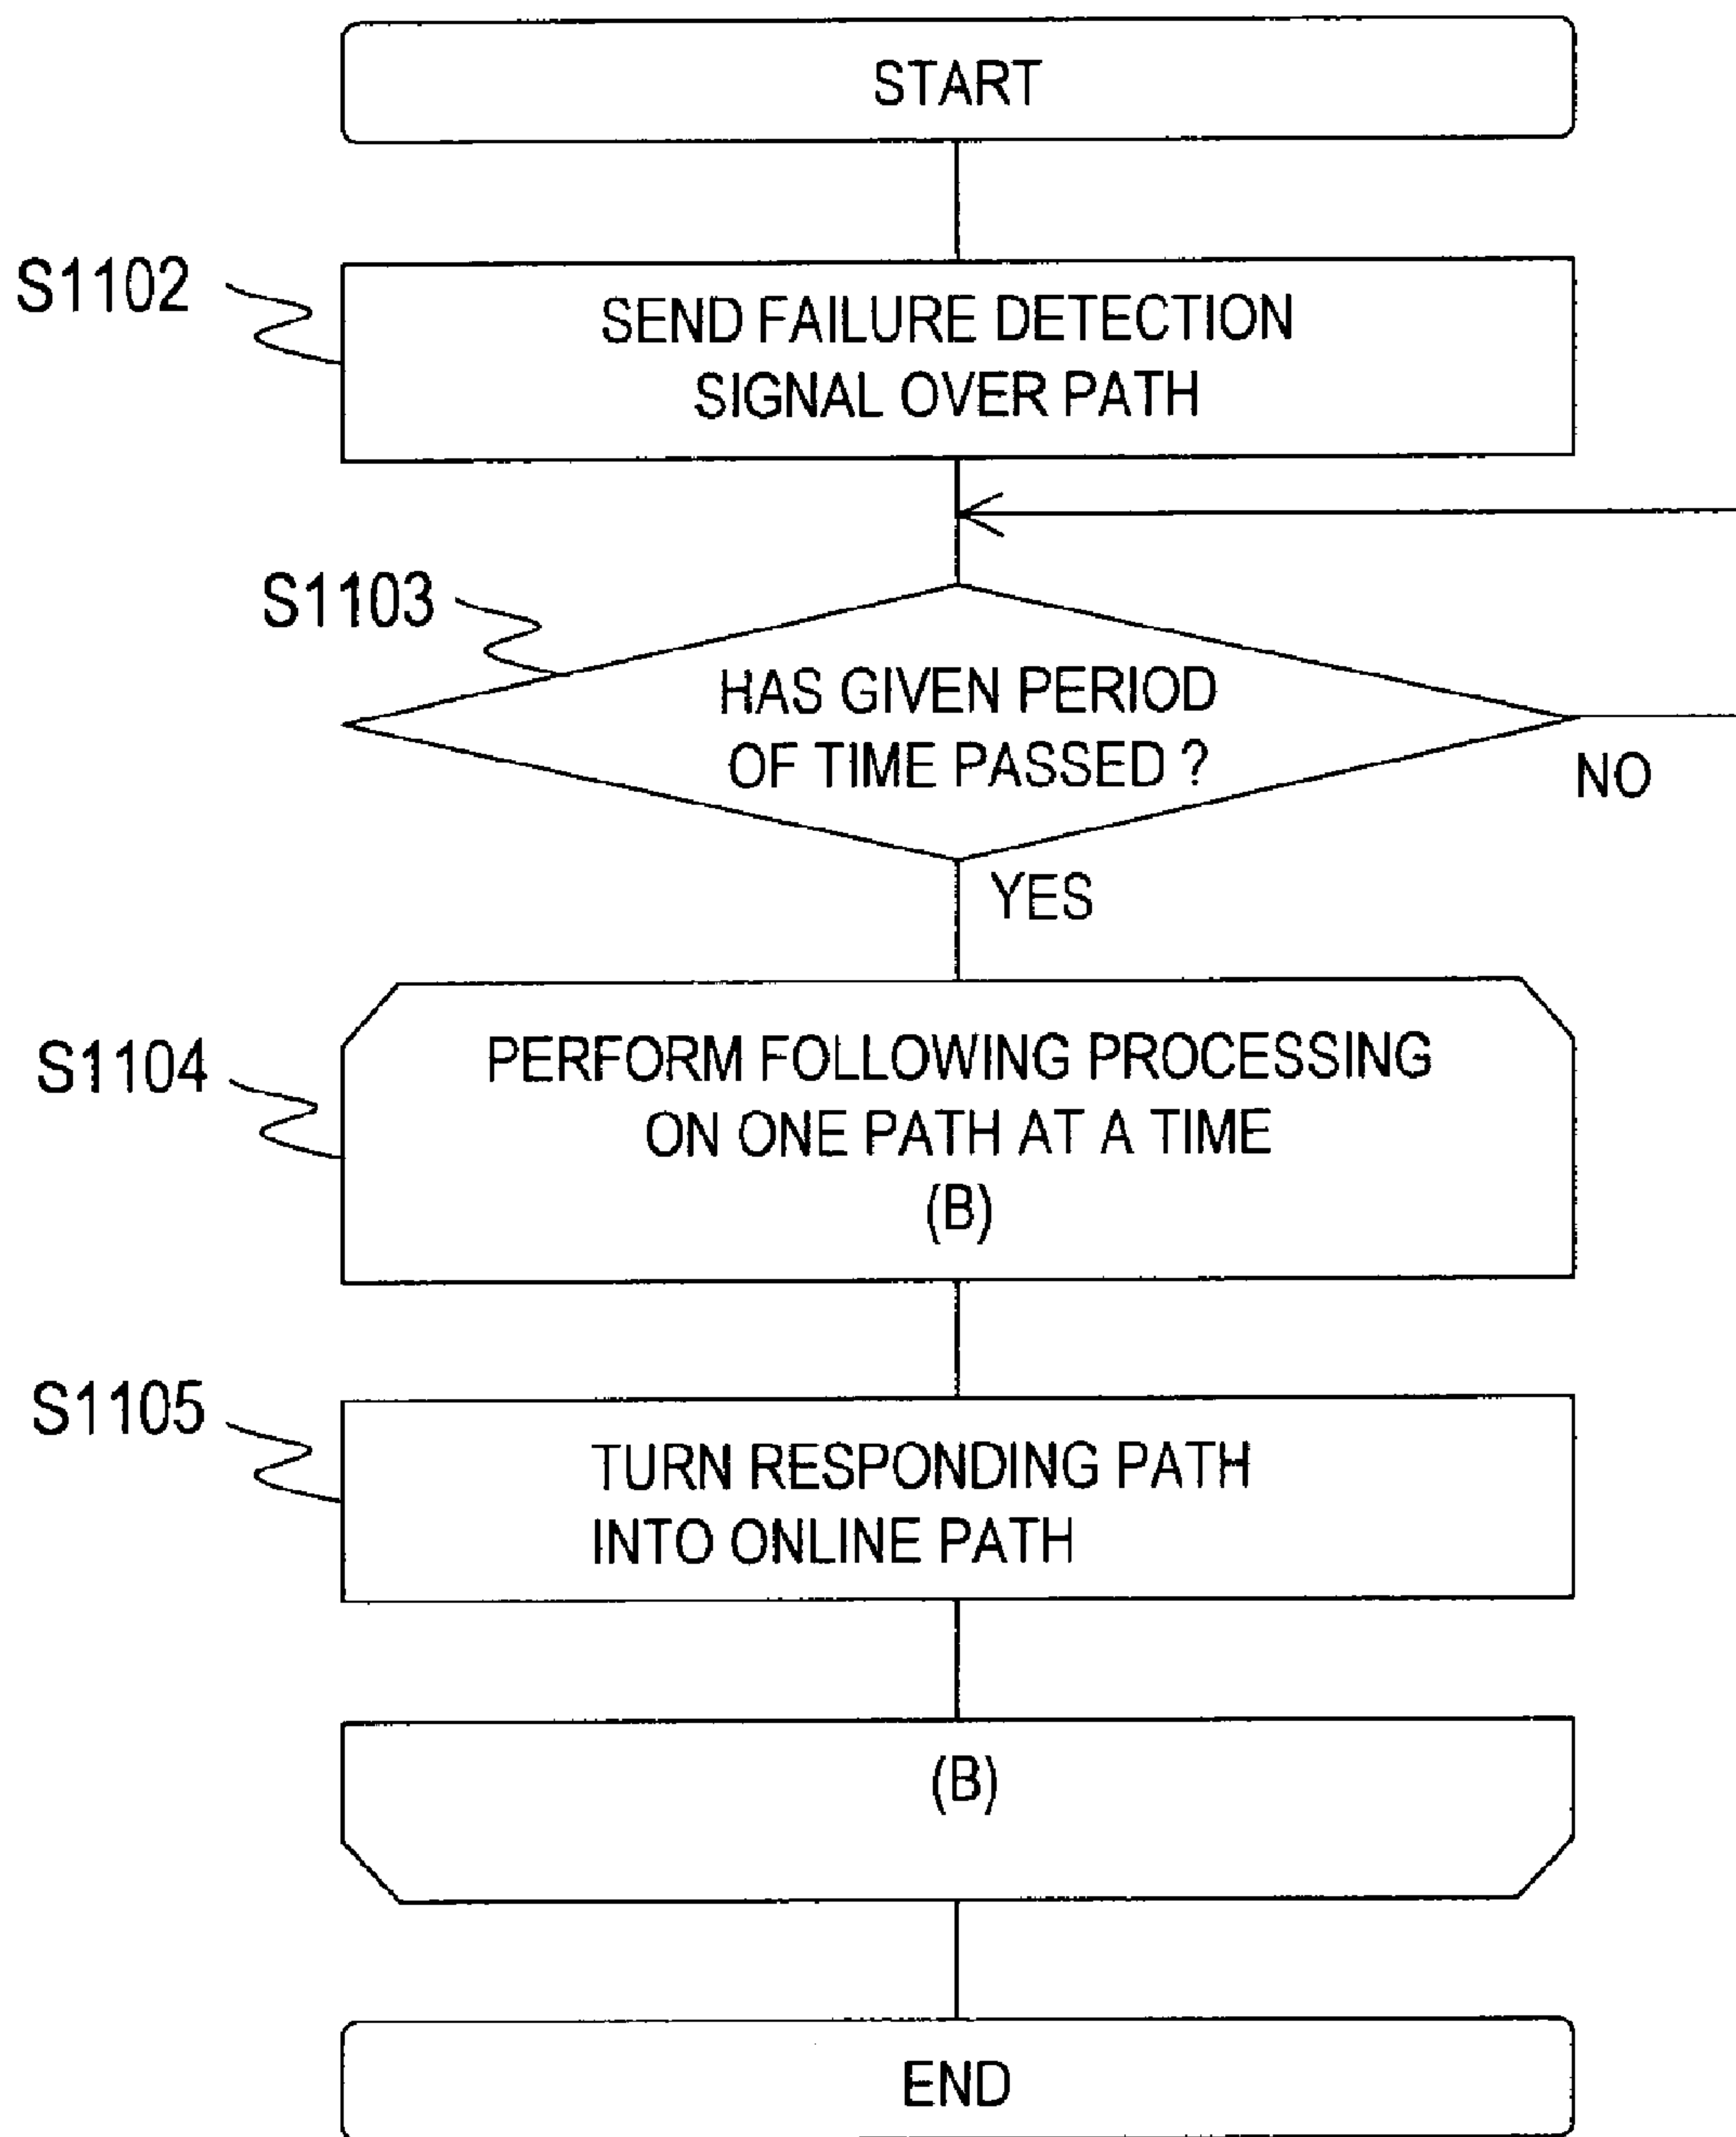 START
S1102
SEND FAILURE DETECTION
SIGNAL OVER PATH
S1103
HAS GIVEN PERIOD
OF TIME PASSED ?
NO
YES
S1104
PERFORM FOLLOWING PROCESSING
ON ONE PATH AT A TIME
(B)
S1105
TURN RESPONDING PATH
INTO ONLINE PATH
(B)
END